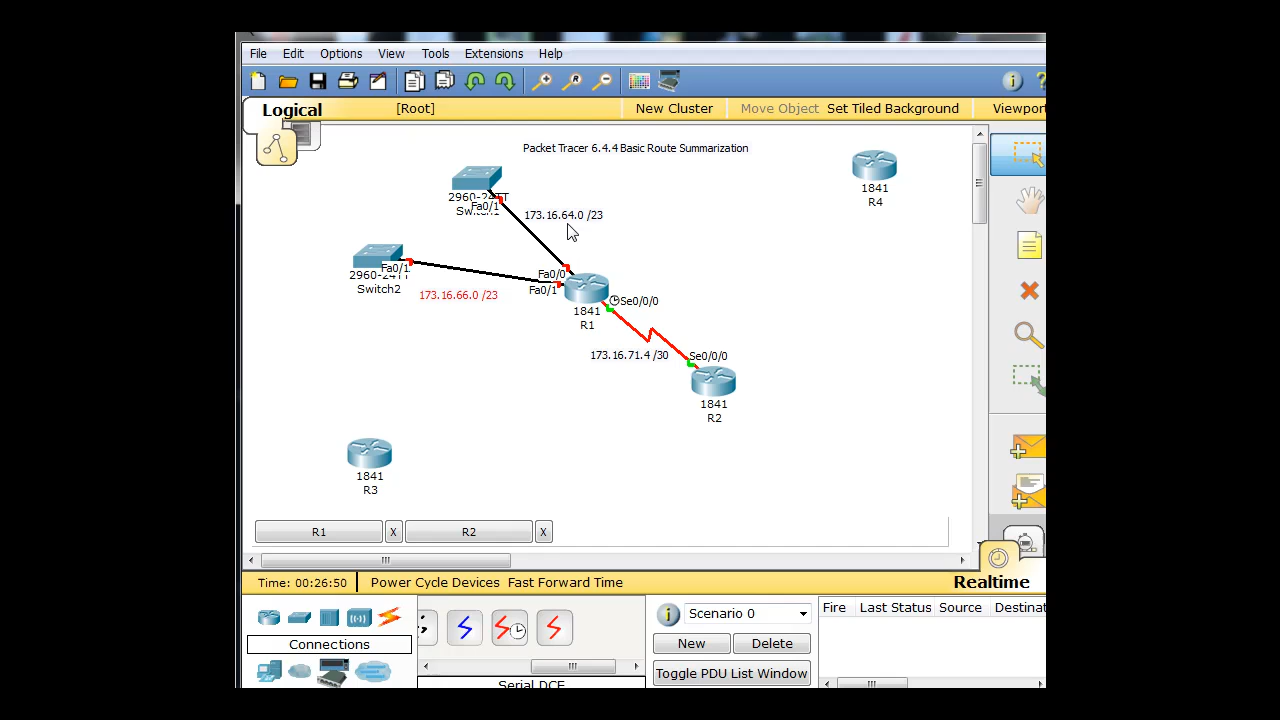 File Edit Options View Tools Extensions Help
Logical [Root] New Cluster Move Object Set Tiled Background Viewport
Packet Tracer 6.4.4 Basic Route Summarization
1841
R4
Fa0/1
173.16.64.0 /23
Fa0/1
Switch2
173.16.66.0 /23
Fa0/0
Fa0/1
1841
R1
Se0/0/0
173.16.71.4 /30
Se0/0/0
1841
R2
1841
R3
R1 X R2 X
Time: 00:26:50 Power Cycle Devices Fast Forward Time Realtime
Connections
Serial DCE
Scenario 0
New Delete
Toggle PDU List Window
Fire Last Status Source Destinat